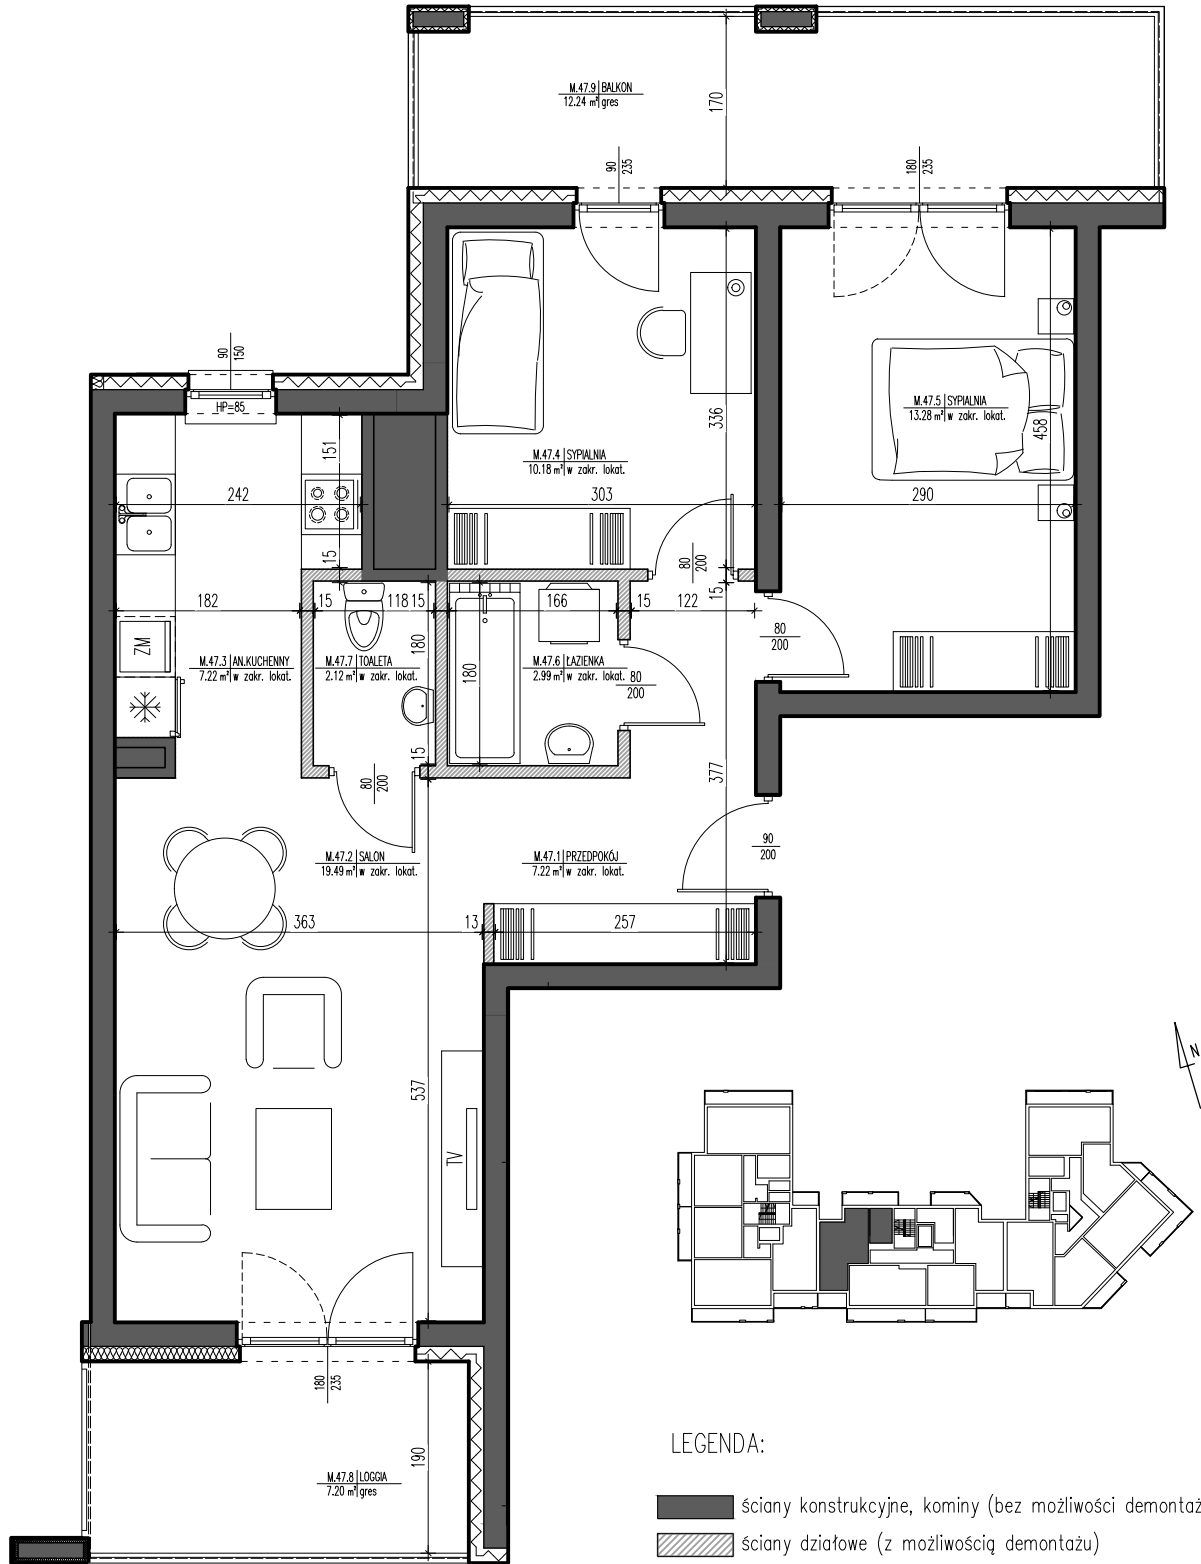 M.47.9 BALKON
12.24 m² gres
170
90
235
180
235
90
150
HP=85
M.47.5 SYPIALNIA
13.28 m² w zakr. lokat.
336
458
151
M.47.4 SYPIALNIA
10.18 m² w zakr. lokat.
242
303
290
15
80
200
15
182
15
118
15
166
15
122
80
200
ZM
M.47.3 AN.KUCHENNY
7.22 m² w zakr. lokat.
M.47.7 TOALETA
2.12 m² w zakr. lokat.
180
180
M.47.6 ŁAZIENKA
2.99 m² w zakr. lokat.
80
200
15
377
80
200
90
200
M.47.2 SALON
19.49 m² w zakr. lokat.
M.47.1 PRZEDPOKÓJ
7.22 m² w zakr. lokat.
363
13
257
N
537
TV
180
235
190
M.47.8 LOGGIA
7.20 m² gres
LEGENDA:
ściany konstrukcyjne, kominy (bez możliwości demontaż
ściany działowe (z możliwością demontażu)